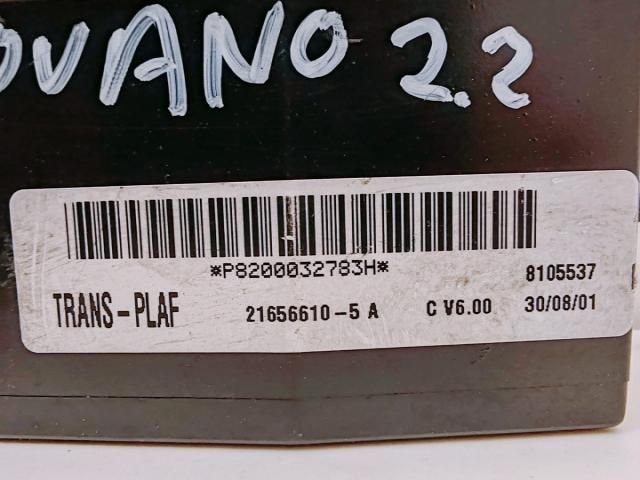 OVANO 2.2
*P8200032783H*
8105537
TRANS-PLAF 21656610-5 A C V6.00 30/08/01